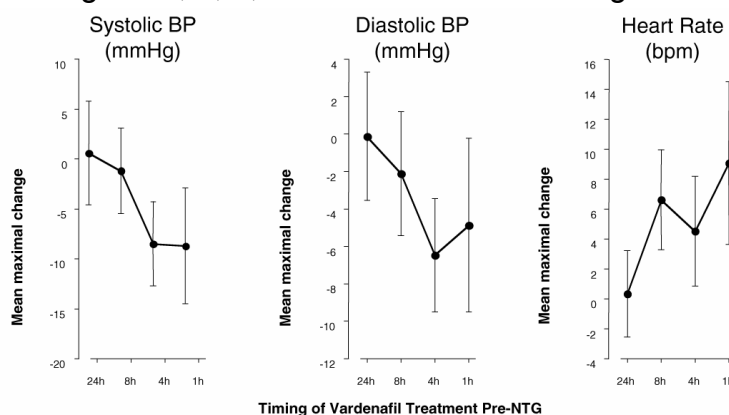 Systolic BP
(mmHg)
Mean maximal change
10
5
0
-5
-10
-15
-20
24h 8h 4h 1h
Diastolic BP
(mmHg)
Mean maximal change
4
2
0
-2
-4
-6
-8
-10
-12
24h 8h 4h 1h
Heart Rate
(bpm)
Mean maximal change
16
14
12
10
8
6
4
2
0
-2
-4
24h 8h 4h 1h
Timing of Vardenafil Treatment Pre-NTG